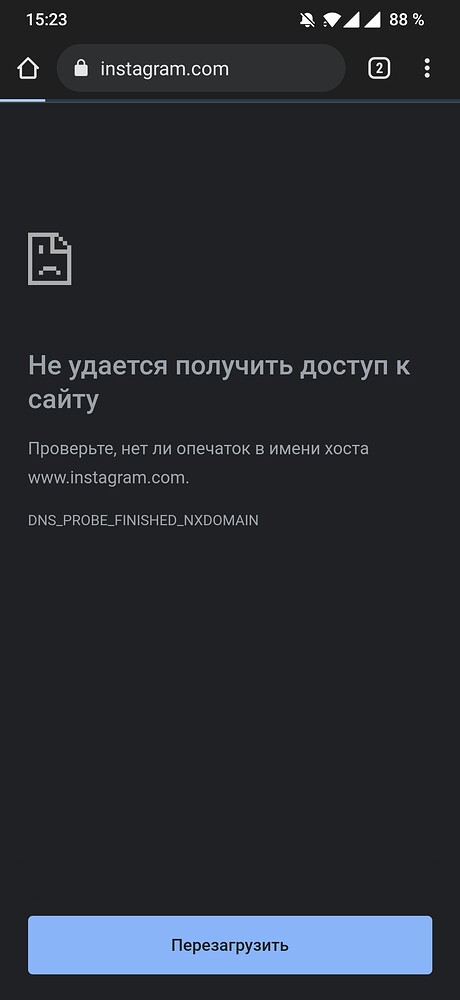 15:23
88 %
instagram.com
2
Не удается получить доступ к
сайту
Проверьте, нет ли опечаток в имени хоста
www.instagram.com.
DNS_PROBE_FINISHED_NXDOMAIN
Перезагрузить